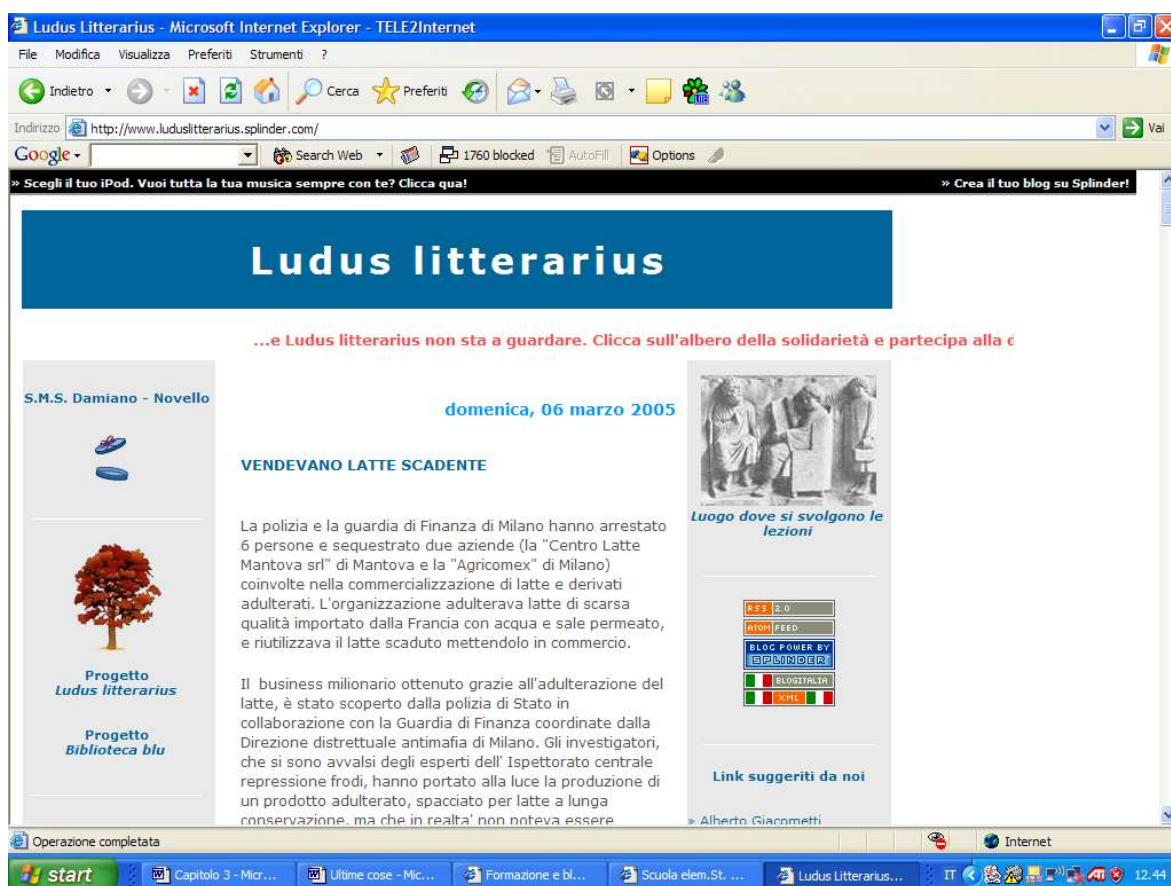 Ludus Litterarius - Microsoft Internet Explorer - TELE2Internet
File Modifica Visualizza Preferiti Strumenti ?
Indietro Cerca Preferiti
Indirizzo http://www.luduslitterarius.splinder.com/ Vai
Google Search Web 1760 blocked AutoFill Options
» Scegli il tuo iPod. Vuoi tutta la tua musica sempre con te? Clicca qua! » Crea il tuo blog su Splinder!
Ludus litterarius
...e Ludus litterarius non sta a guardare. Clicca sull'albero della solidarietà e partecipa alla
S.M.S. Damiano - Novello
Progetto
Ludus litterarius
Progetto
Biblioteca blu
domenica, 06 marzo 2005
VENDEVANO LATTE SCADENTE
La polizia e la guardia di Finanza di Milano hanno arrestato
6 persone e sequestrato due aziende (la "Centro Latte
Mantova srl" di Mantova e la "Agricomex" di Milano)
coinvolte nella commercializzazione di latte e derivati
adulterati. L'organizzazione adulterava latte di scarsa
qualità importato dalla Francia con acqua e sale permeato,
e riutilizzava il latte scaduto mettendolo in commercio.
Il business milionario ottenuto grazie all'adulterazione del
latte, è stato scoperto dalla polizia di Stato in
collaborazione con la Guardia di Finanza coordinate dalla
Direzione distrettuale antimafia di Milano. Gli investigatori,
che si sono avvalsi degli esperti dell' Ispettorato centrale
repressione frodi, hanno portato alla luce la produzione di
un prodotto adulterato, spacciato per latte a lunga
conservazione, ma che in realta' non poteva essere
Luogo dove si svolgono le
lezioni
RSS 2.0
ATOM FEED
BLOG POWER BY
SPLINDER
BLOGITALIA
XML
Link suggeriti da noi
» Alberto Giacometti
Operazione completata Internet
start Capitolo 3 - Micr... Ultime cose - Mic... Formazione e bl... Scuola elem.St. ... Ludus Litterarius... IT 12.44